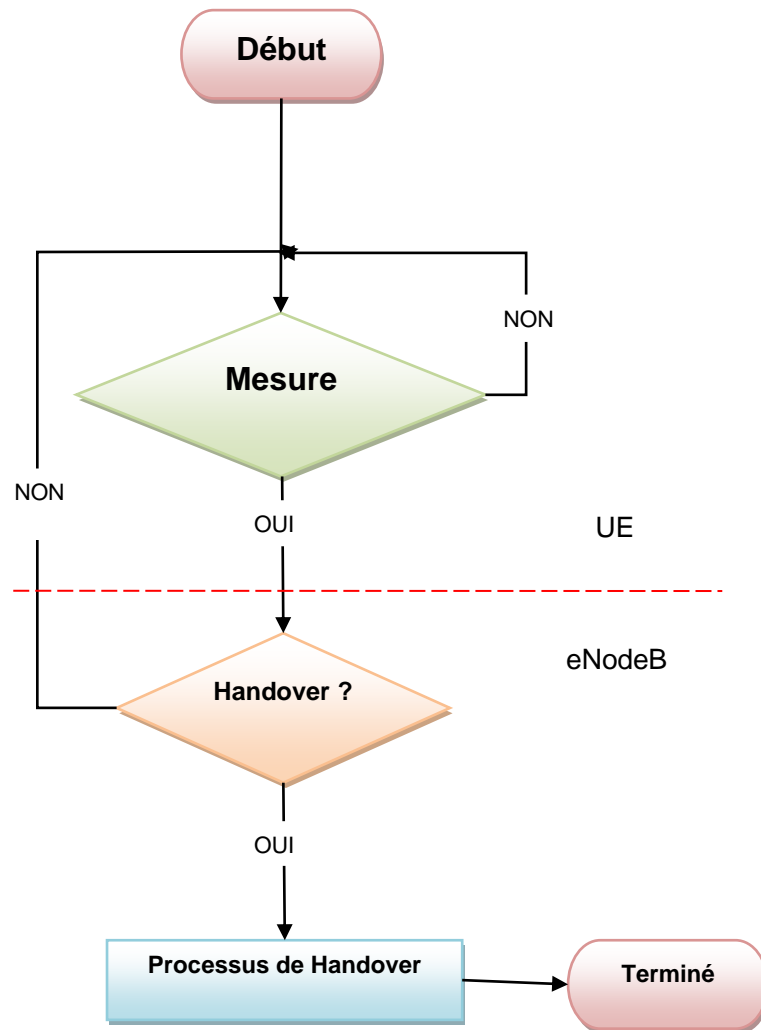 Début
NON
Mesure
NON
OUI
UE
eNodeB
Handover ?
OUI
Processus de Handover
Terminé